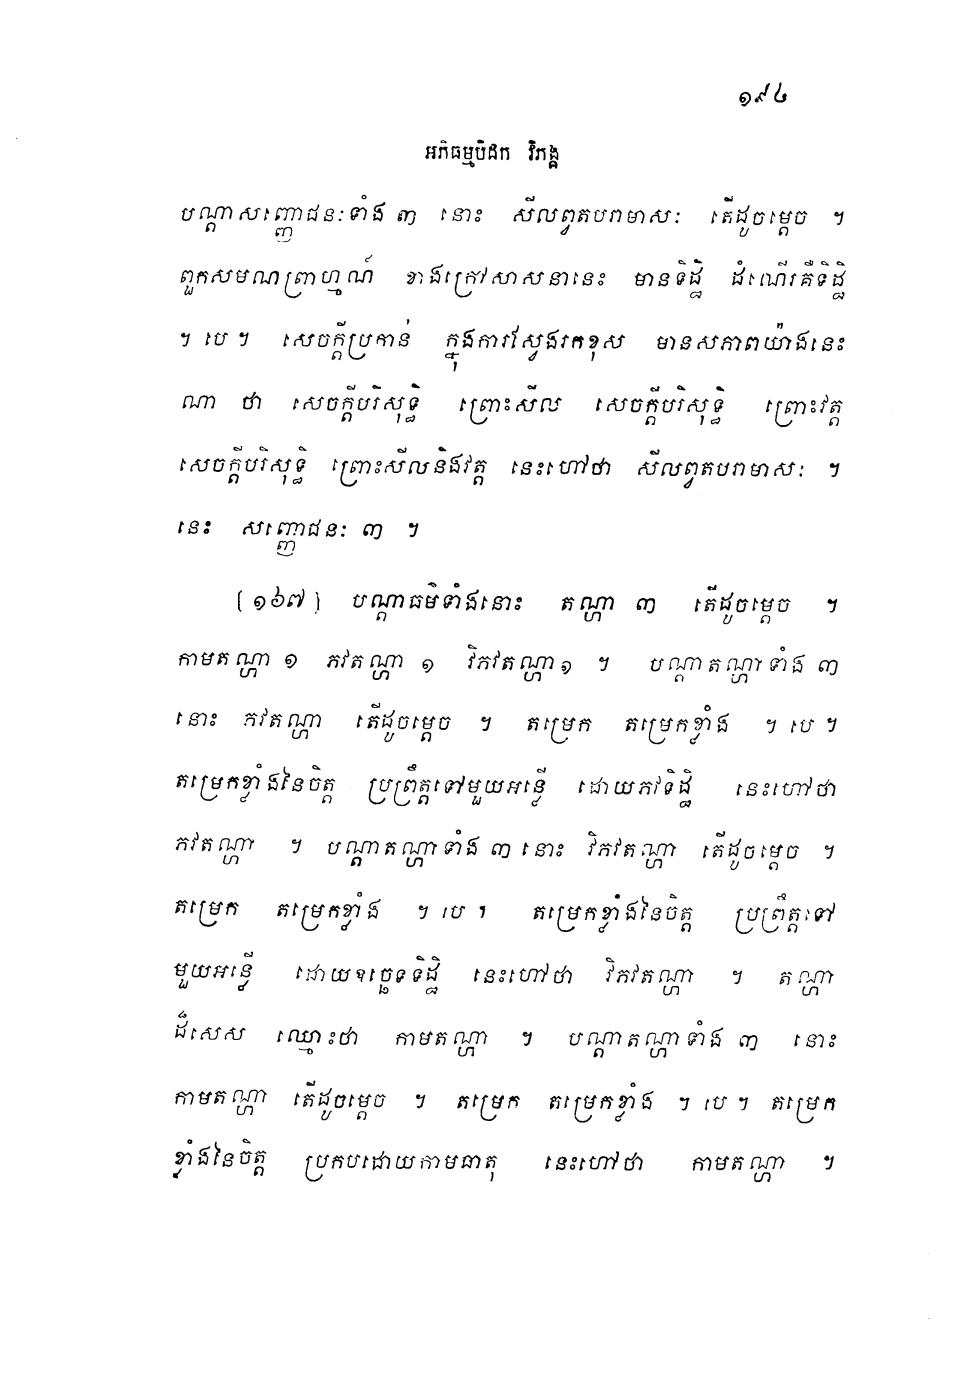 ១៩៤
អភិធម្មបិដក វិភង្គ
បណ្តាសញ្ញោជនៈទាំង ៣ នោះ សីលព្វតបរាមាសៈ តើដូចម្តេច ។
ពួកសមណព្រាហ្មណ៍ ខាងក្រៅសាសនានេះ មានទិដ្ឋិ ដំណើរគឺទិដ្ឋិ
។ បេ ។ សេចក្តីប្រកាន់ ក្នុងការស្វែងរកខុស មានសភាពយ៉ាងនេះ
ណា ថា សេចក្តីបរិសុទ្ធិ ព្រោះសីល សេចក្តីបរិសុទ្ធិ ព្រោះវត្ត
សេចក្តីបរិសុទ្ធិ ព្រោះសីលនិងវត្ត នេះហៅថា សីលព្វតបរាមាសៈ ។
នេះ សញ្ញោជនៈ ៣ ។
[១៦៧] បណ្តាធម៌ទាំងនោះ តណ្ហា ៣ តើដូចម្តេច ។
កាមតណ្ហា ១ ភវតណ្ហា ១ វិភវតណ្ហា ១ ។ បណ្តាតណ្ហាទាំង ៣
នោះ ភវតណ្ហា តើដូចម្តេច ។ តម្រេក តម្រេកខ្លាំង ។ បេ ។
តម្រេកខ្លាំងនៃចិត្ត ប្រព្រឹត្តទៅមួយអន្លើ ដោយភវទិដ្ឋិ នេះហៅថា
ភវតណ្ហា ។ បណ្តាតណ្ហាទាំង ៣ នោះ វិភវតណ្ហា តើដូចម្តេច ។
តម្រេក តម្រេកខ្លាំង ។ បេ ។ តម្រេកខ្លាំងនៃចិត្ត ប្រព្រឹត្តទៅ
មួយអន្លើ ដោយឧច្ឆេទទិដ្ឋិ នេះហៅថា វិភវតណ្ហា ។ តណ្ហា
ដ៏សេស ឈ្មោះថា កាមតណ្ហា ។ បណ្តាតណ្ហាទាំង ៣ នោះ
កាមតណ្ហា តើដូចម្តេច ។ តម្រេក តម្រេកខ្លាំង ។ បេ ។ តម្រេក
ខ្លាំងនៃចិត្ត ប្រកបដោយកាមធាតុ នេះហៅថា កាមតណ្ហា ។